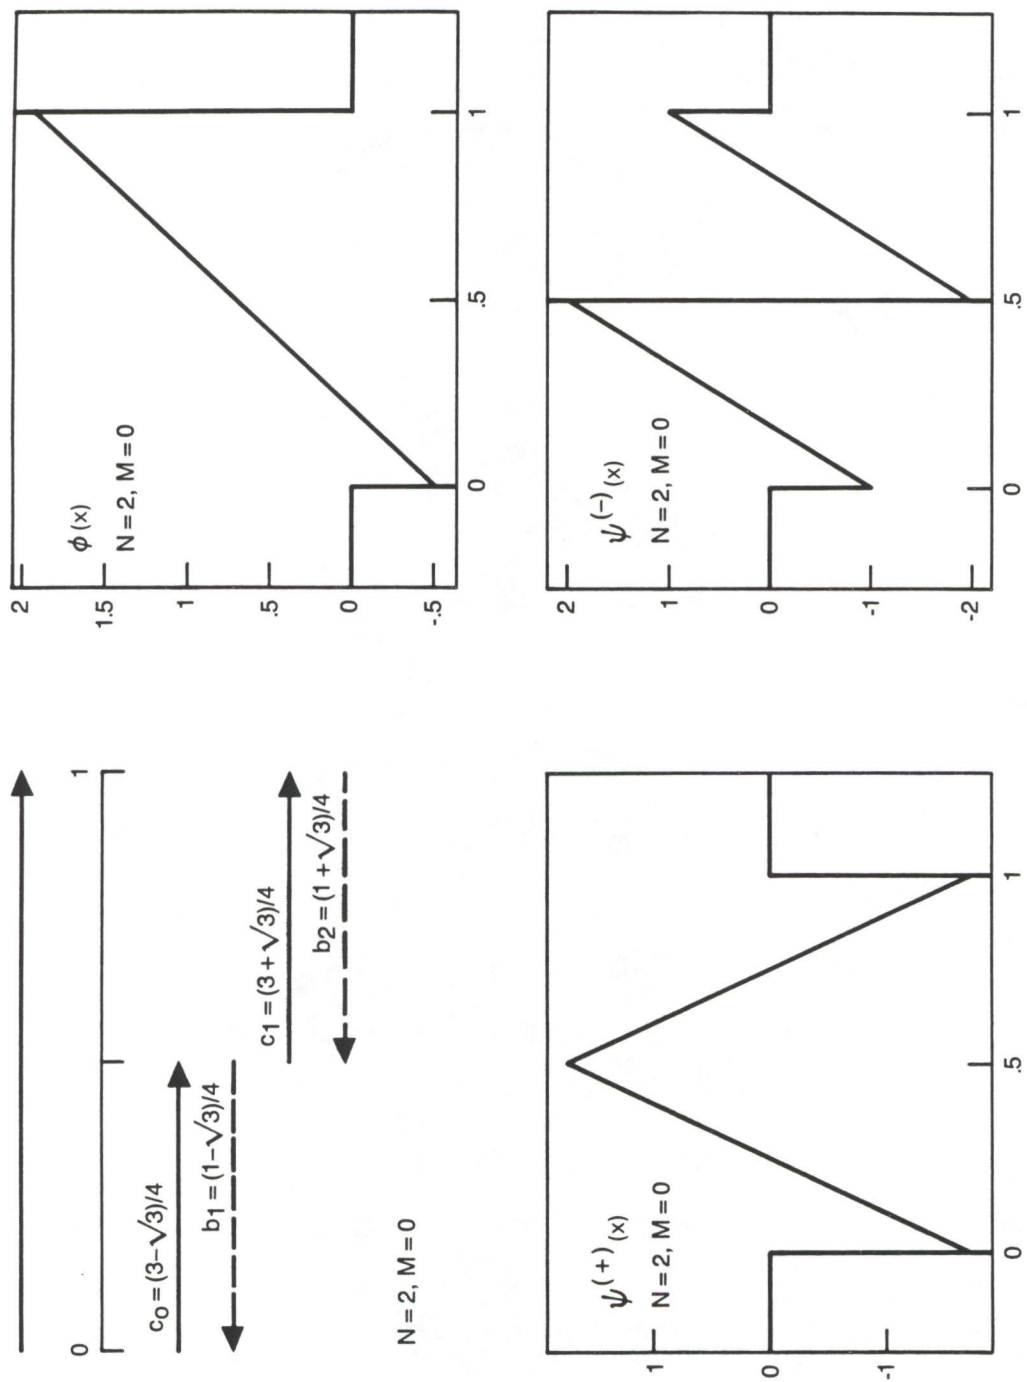 0 1
c₀ = (3−√3)/4
b₁ = (1−√3)/4
c₁ = (3+√3)/4
b₂ = (1+√3)/4
N = 2, M = 0
2
1.5
1
.5
0
-.5
ϕ(x)
N = 2, M = 0
0 .5 1
1
0
-1
ψ⁽⁺⁾(x)
N = 2, M = 0
0 .5 1
2
1
0
-1
-2
ψ⁽⁻⁾(x)
N = 2, M = 0
0 .5 1